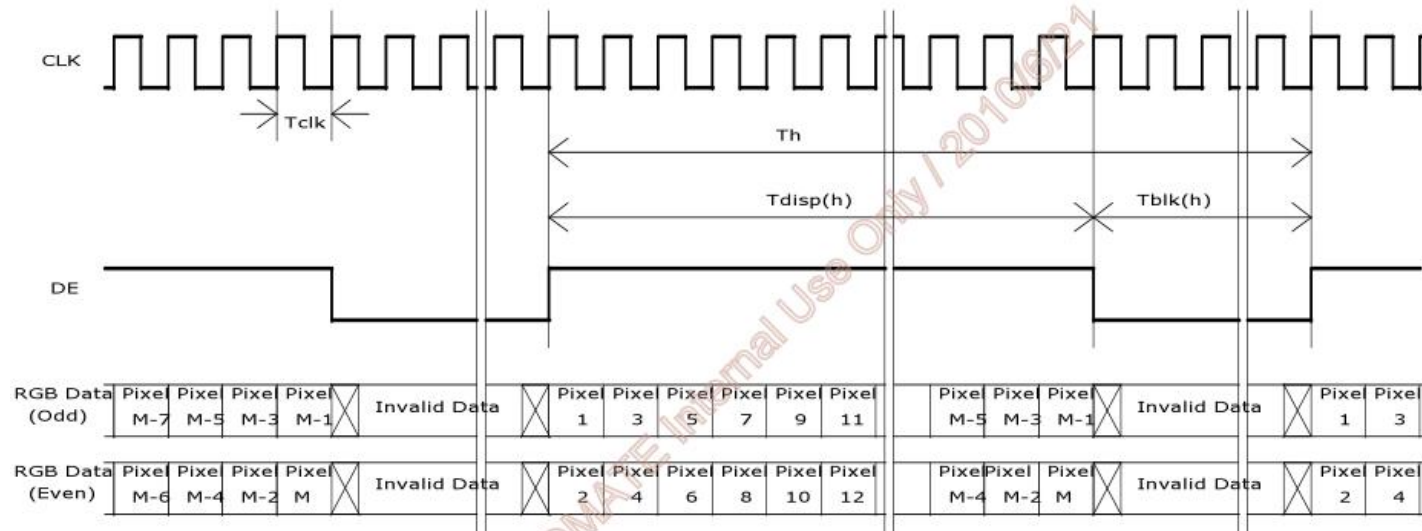 CLK
Tclk
Th
Tdisp(h)
Tblk(h)
DE
RGB Data
(Odd)
Pixel M-7
Pixel M-5
Pixel M-3
Pixel M-1
Invalid Data
Pixel 1
Pixel 3
Pixel 5
Pixel 7
Pixel 9
Pixel 11
Pixel M-5
Pixel M-3
Pixel M-1
Invalid Data
Pixel 1
Pixel 3
RGB Data
(Even)
Pixel M-6
Pixel M-4
Pixel M-2
Pixel M
Invalid Data
Pixel 2
Pixel 4
Pixel 6
Pixel 8
Pixel 10
Pixel 12
Pixel M-4
Pixel M-2
Pixel M
Invalid Data
Pixel 2
Pixel 4
Internal Use Only / 2010/6/21